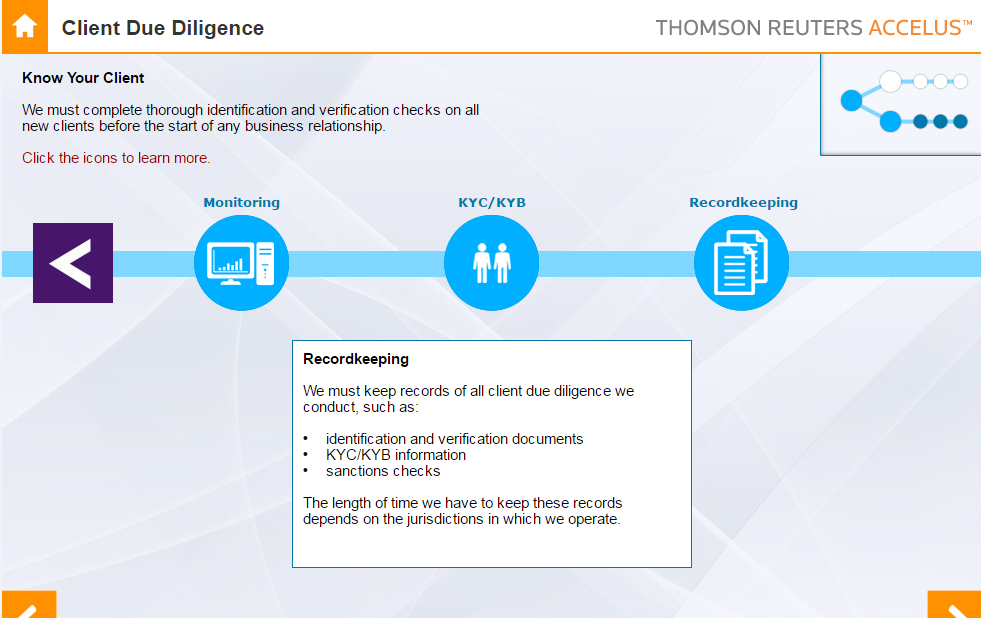 Client Due Diligence
THOMSON REUTERS ACCELUS™
Know Your Client
We must complete thorough identification and verification checks on all
new clients before the start of any business relationship.
Click the icons to learn more.
Monitoring
KYC/KYB
Recordkeeping
Recordkeeping
We must keep records of all client due diligence we
conduct, such as:
• identification and verification documents
• KYC/KYB information
• sanctions checks
The length of time we have to keep these records
depends on the jurisdictions in which we operate.